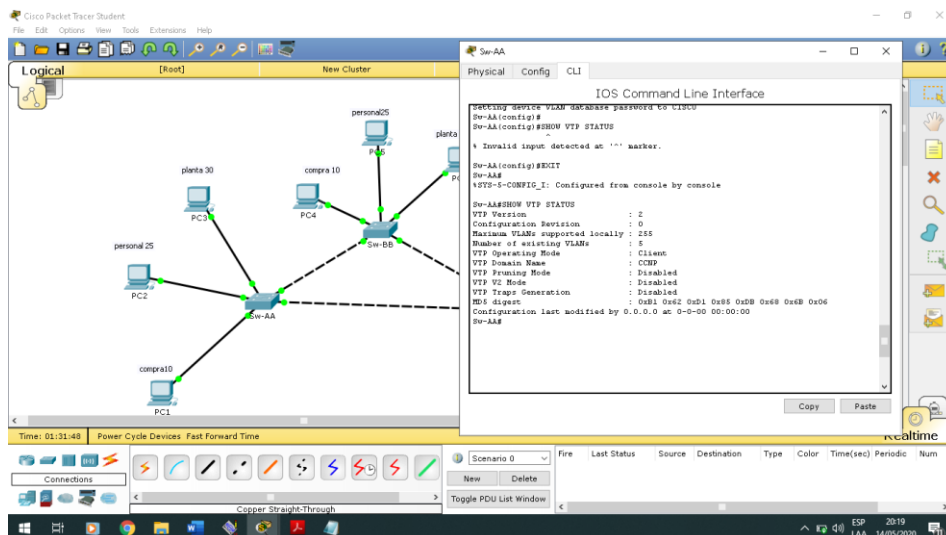 Cisco Packet Tracer Student
File Edit Options View Tools Extensions Help
Logical
[Root]
New Cluster
personal25
PC5
planta
planta 30
compra 10
PC3
PC4
Sw-BB
personal 25
PC2
Sw-AA
compra10
PC1
Sw-AA
Physical Config CLI
IOS Command Line Interface
Setting device VLAN database password to CISCO
Sw-AA(config)#
Sw-AA(config)#SHOW VTP STATUS
^
% Invalid input detected at '^' marker.
Sw-AA(config)#EXIT
Sw-AA#
%SYS-5-CONFIG_I: Configured from console by console
Sw-AA#SHOW VTP STATUS
VTP Version : 2
Configuration Revision : 0
Maximum VLANs supported locally : 255
Number of existing VLANs : 5
VTP Operating Mode : Client
VTP Domain Name : CCNP
VTP Pruning Mode : Disabled
VTP V2 Mode : Disabled
VTP Traps Generation : Disabled
MD5 digest : 0xB1 0x62 0xD1 0x85 0xDB 0x68 0x6B 0x06
Configuration last modified by 0.0.0.0 at 0-0-00 00:00:00
Sw-AA#
Copy Paste
Time: 01:31:48 Power Cycle Devices Fast Forward Time
Realtime
Connections
Copper Straight-Through
Scenario 0
New Delete
Toggle PDU List Window
Fire Last Status Source Destination Type Color Time(sec) Periodic Num
ESP
LAA
20:19
14/05/2020